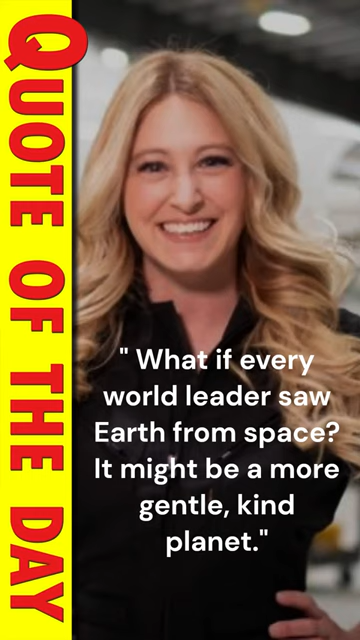 QUOTE OF THE DAY
" What if every
world leader saw
Earth from space?
It might be a more
gentle, kind
planet."